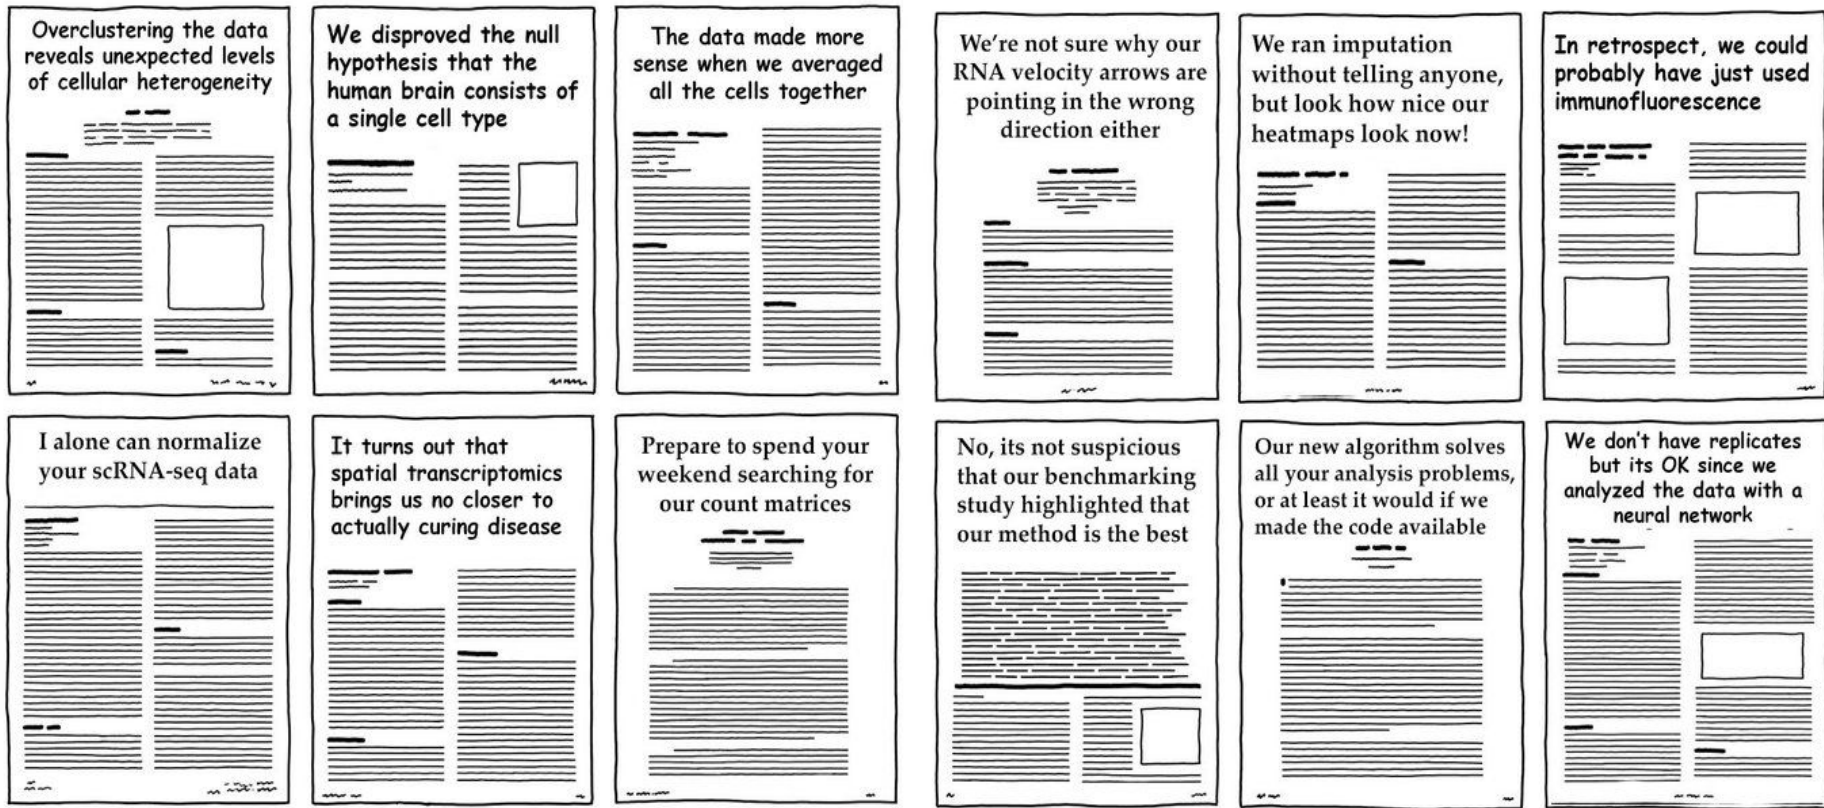 Overclustering the data
reveals unexpected levels
of cellular heterogeneity
We disproved the null
hypothesis that the
human brain consists of
a single cell type
The data made more
sense when we averaged
all the cells together
We're not sure why our
RNA velocity arrows are
pointing in the wrong
direction either
We ran imputation
without telling anyone,
but look how nice our
heatmaps look now!
In retrospect, we could
probably have just used
immunofluorescence
I alone can normalize
your scRNA-seq data
It turns out that
spatial transcriptomics
brings us no closer to
actually curing disease
Prepare to spend your
weekend searching for
our count matrices
No, its not suspicious
that our benchmarking
study highlighted that
our method is the best
Our new algorithm solves
all your analysis problems,
or at least it would if we
made the code available
We don't have replicates
but its OK since we
analyzed the data with a
neural network